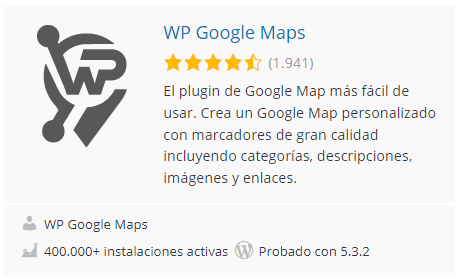 WP
WP Google Maps
(1.941)
El plugin de Google Map más fácil de
usar. Crea un Google Map personalizado
con marcadores de gran calidad
incluyendo categorías, descripciones,
imágenes y enlaces.
WP Google Maps
400.000+ instalaciones activas Probado con 5.3.2